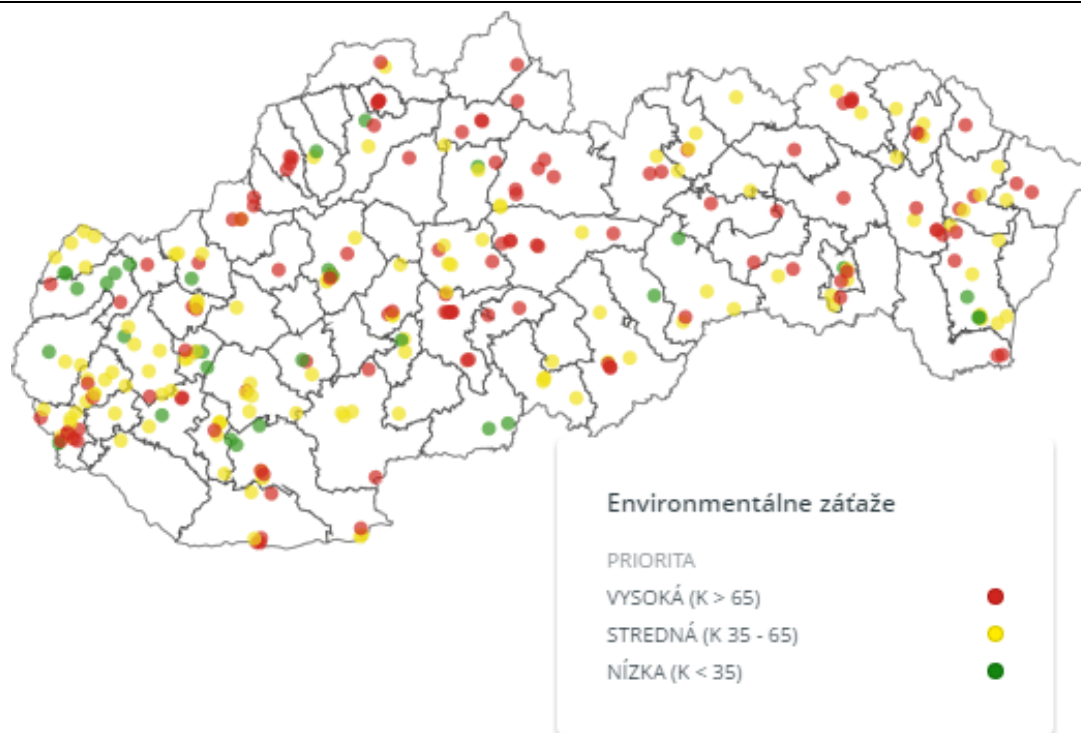 Environmentálne záťaže
PRIORITA
VYSOKÁ (K > 65)
STREDNÁ (K 35 - 65)
NÍZKA (K < 35)